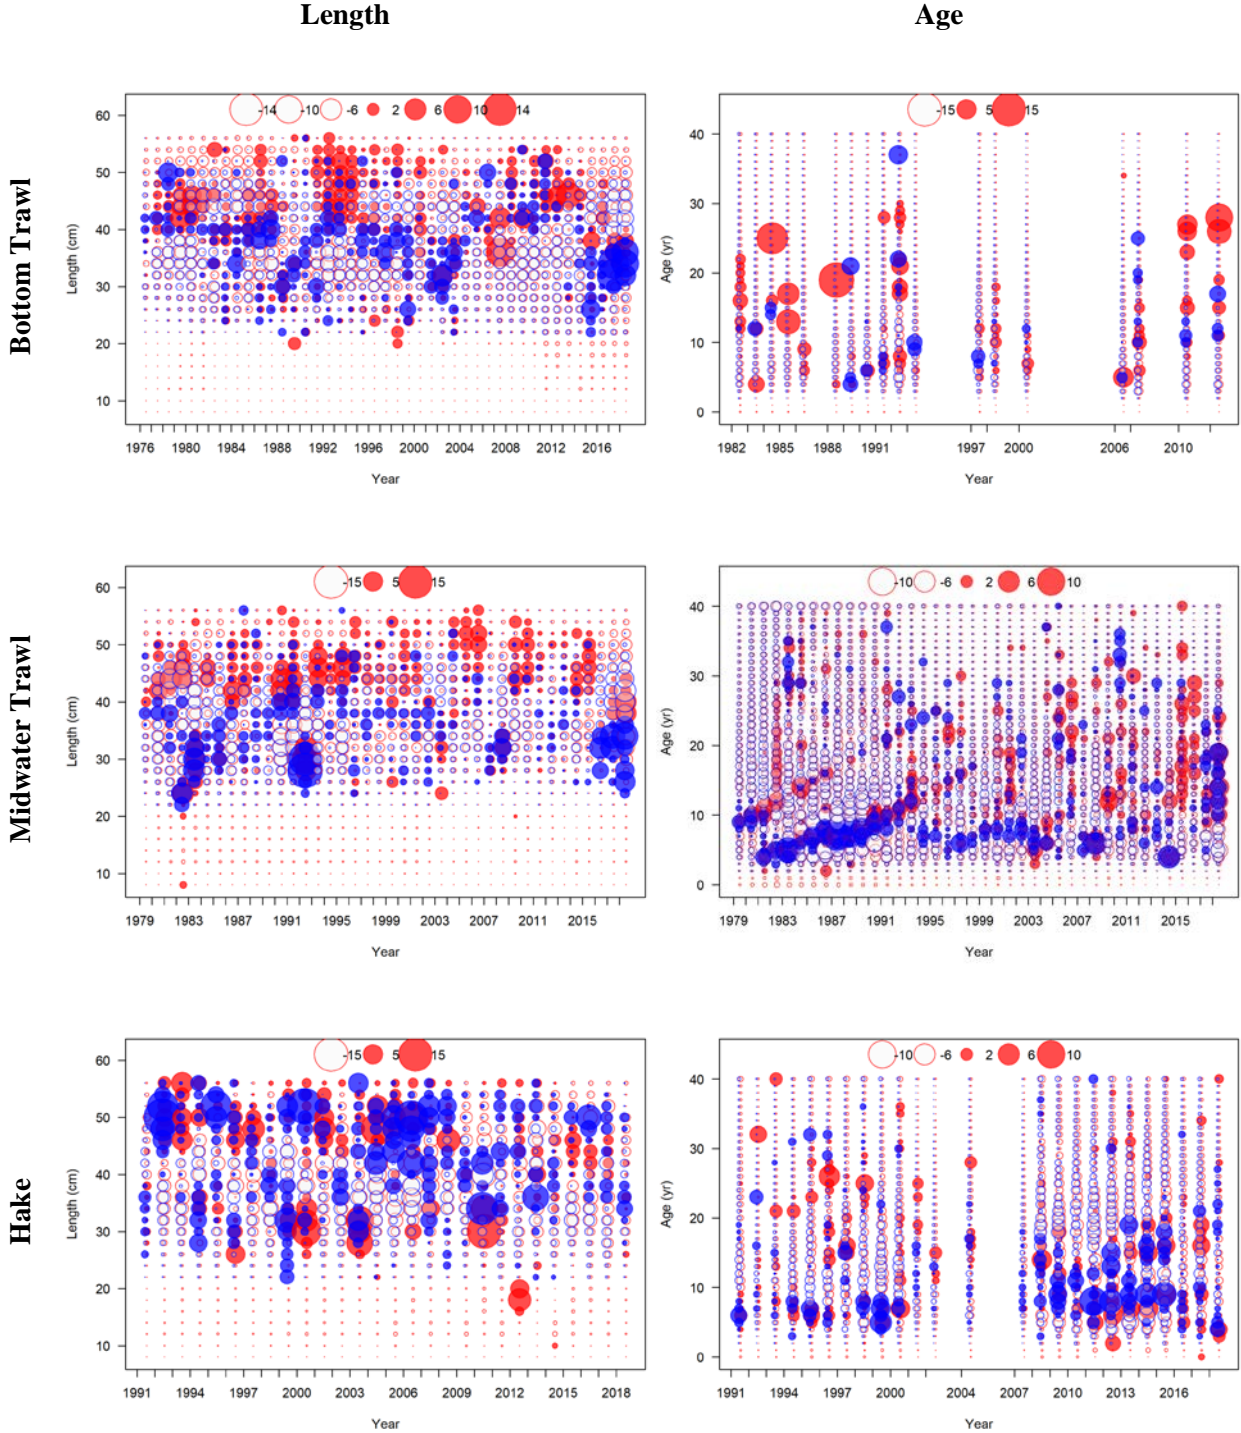 Length Age
Bottom Trawl
-14 -10 -6 2 6 10 14
60
50
40
30
20
10
Length (cm)
1976 1980 1984 1988 1992 1996 2000 2004 2008 2012 2016
Year
-15 5 15
40
30
20
10
0
Age (yr)
1982 1985 1988 1991 1997 2000 2006 2010
Year
Midwater Trawl
-15 5 15
60
50
40
30
20
10
Length (cm)
1979 1983 1987 1991 1995 1999 2003 2007 2011 2015
Year
-10 -6 2 6 10
40
30
20
10
0
Age (yr)
1979 1983 1987 1991 1995 1999 2003 2007 2011 2015
Year
Hake
-15 5 15
60
50
40
30
20
10
Length (cm)
1991 1994 1997 2000 2003 2006 2009 2012 2015 2018
Year
-10 -6 2 6 10
40
30
20
10
0
Age (yr)
1991 1994 1997 2000 2004 2007 2010 2013 2016
Year